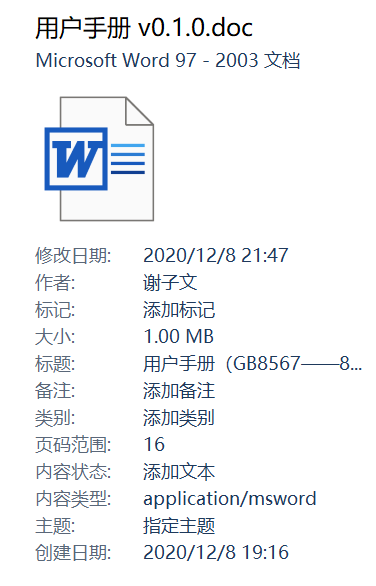 用户手册 v0.1.0.doc
Microsoft Word 97 - 2003 文档
W
修改日期: 2020/12/8 21:47
作者: 谢子文
标记: 添加标记
大小: 1.00 MB
标题: 用户手册（GB8567——8...
备注: 添加备注
类别: 添加类别
页码范围: 16
内容状态: 添加文本
内容类型: application/msword
主题: 指定主题
创建日期: 2020/12/8 19:16